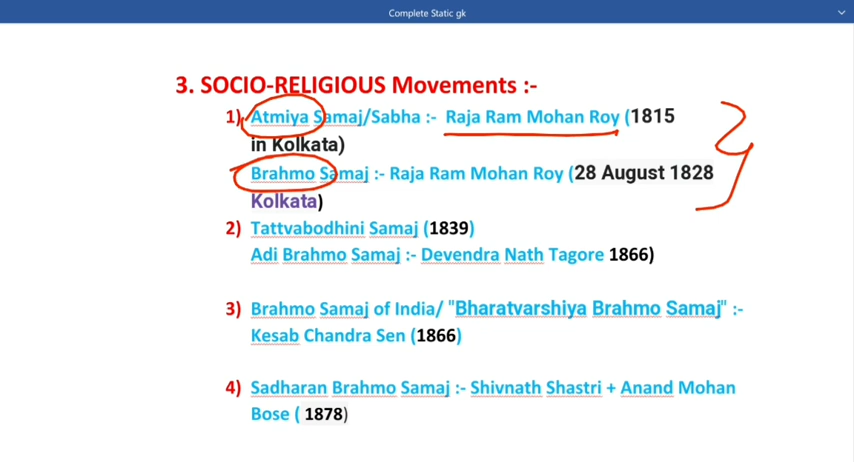 Complete Static gk
3. SOCIO-RELIGIOUS Movements :-
1) Atmiya Samaj/Sabha :- Raja Ram Mohan Roy (1815
in Kolkata)
Brahmo Samaj :- Raja Ram Mohan Roy (28 August 1828
Kolkata)
2) Tattvabodhini Samaj (1839)
Adi Brahmo Samaj :- Devendra Nath Tagore 1866)
3) Brahmo Samaj of India/ "Bharatvarshiya Brahmo Samaj" :-
Kesab Chandra Sen (1866)
4) Sadharan Brahmo Samaj :- Shivnath Shastri + Anand Mohan
Bose ( 1878)